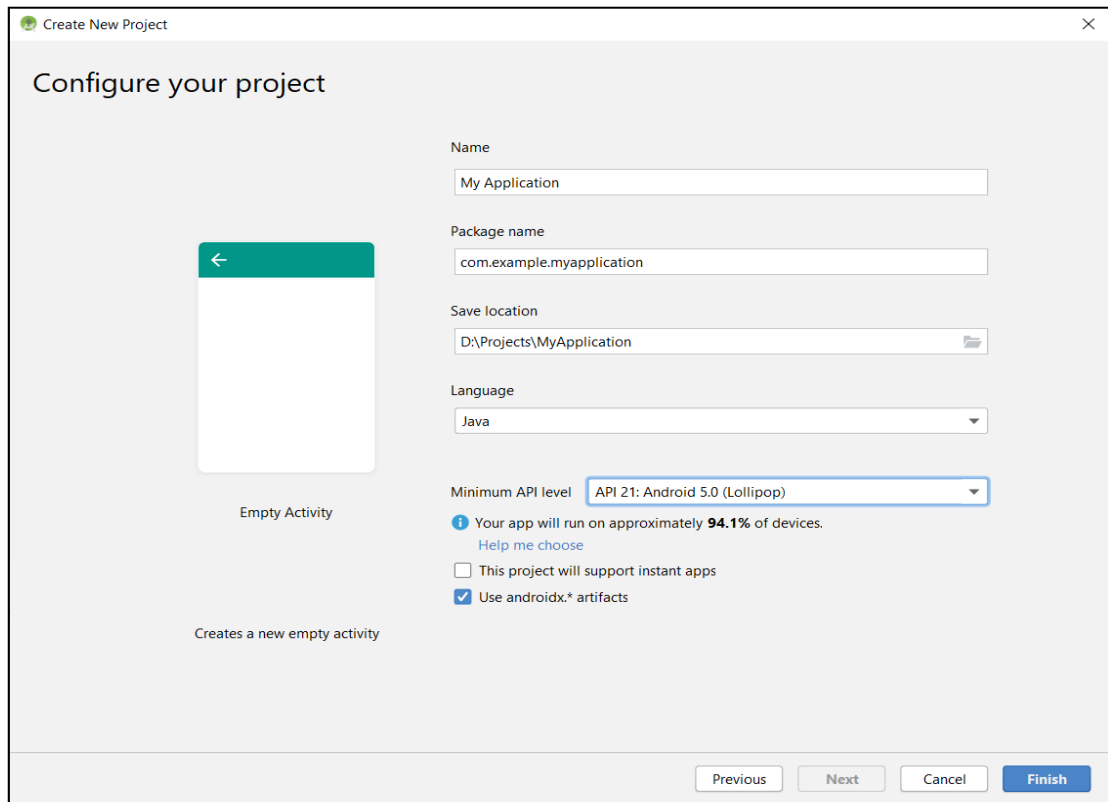 Create New Project
Configure your project
Name
My Application
Package name
com.example.myapplication
Save location
D:\Projects\MyApplication
Language
Java
Minimum API level API 21: Android 5.0 (Lollipop)
Your app will run on approximately 94.1% of devices.
Help me choose
This project will support instant apps
Use androidx.* artifacts
Empty Activity
Creates a new empty activity
Previous Next Cancel Finish